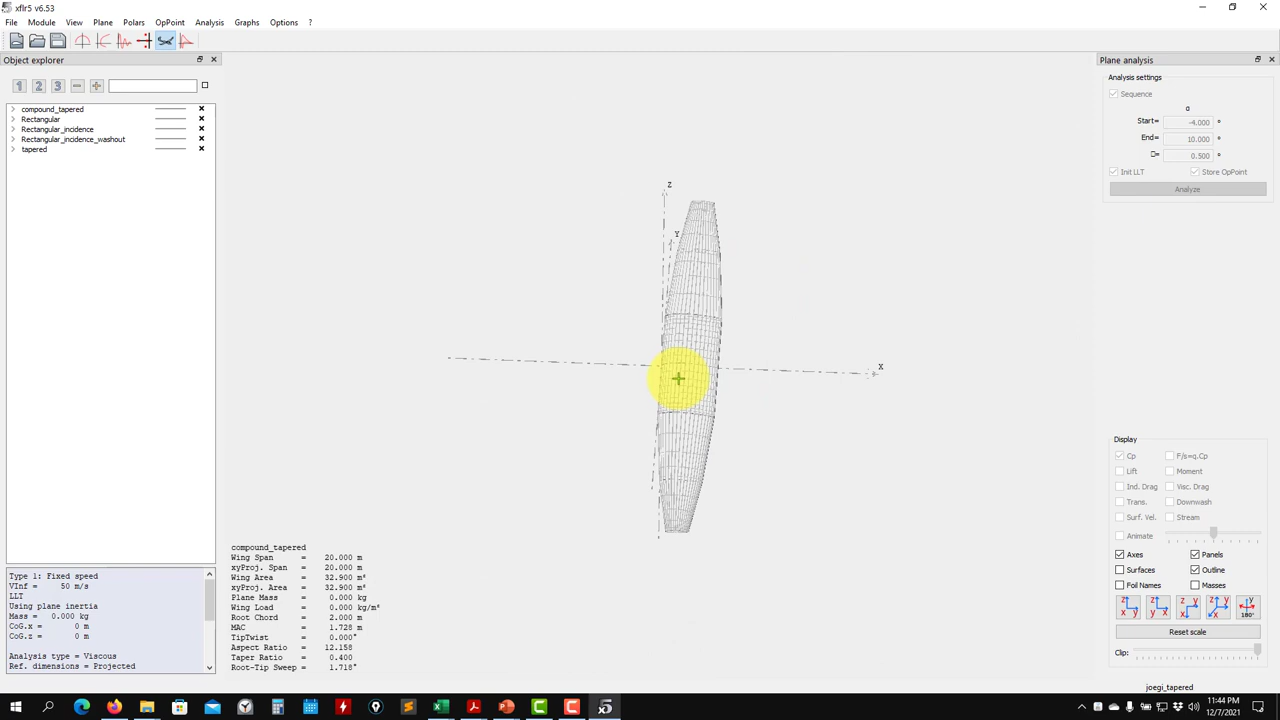 xflr5 v6.53
File Module View Plane Polars OpPoint Analysis Graphs Options ?
Object explorer
1 2 3
compound_tapered
Rectangular
Rectangular_incidence
Rectangular_incidence_washout
tapered
Type 1: Fixed speed
VInf = 50 m/s
LLT
Using plane inertia
Mass = 0.000 kg
CoG.x = 0 m
CoG.z = 0 m
Analysis type = Viscous
Ref. dimensions = Projected
Z
Y
X
compound_tapered
Wing Span = 20.000 m
xyProj. Span = 20.000 m
Wing Area = 32.900 m²
xyProj. Area = 32.900 m²
Plane Mass = 0.000 kg
Wing Load = 0.000 kg/m²
Root Chord = 2.000 m
MAC = 1.728 m
TipTwist = 0.000°
Aspect Ratio = 12.158
Taper Ratio = 0.400
Root-Tip Sweep = 1.718°
Plane analysis
Analysis settings
Sequence
α
Start= -4.000 °
End= 10.000 °
□= 0.500 °
Init LLT Store OpPoint
Analyze
Display
Cp F/s=q.Cp
Lift Moment
Ind. Drag Visc. Drag
Trans. Downwash
Surf. Vel. Stream
Animate
Axes Panels
Surfaces Outline
Foil Names Masses
Z X Y Z Y X Z Y X Z Y X Y 180°
Reset scale
Clip:
joegi_tapered
11:44 PM
12/7/2021